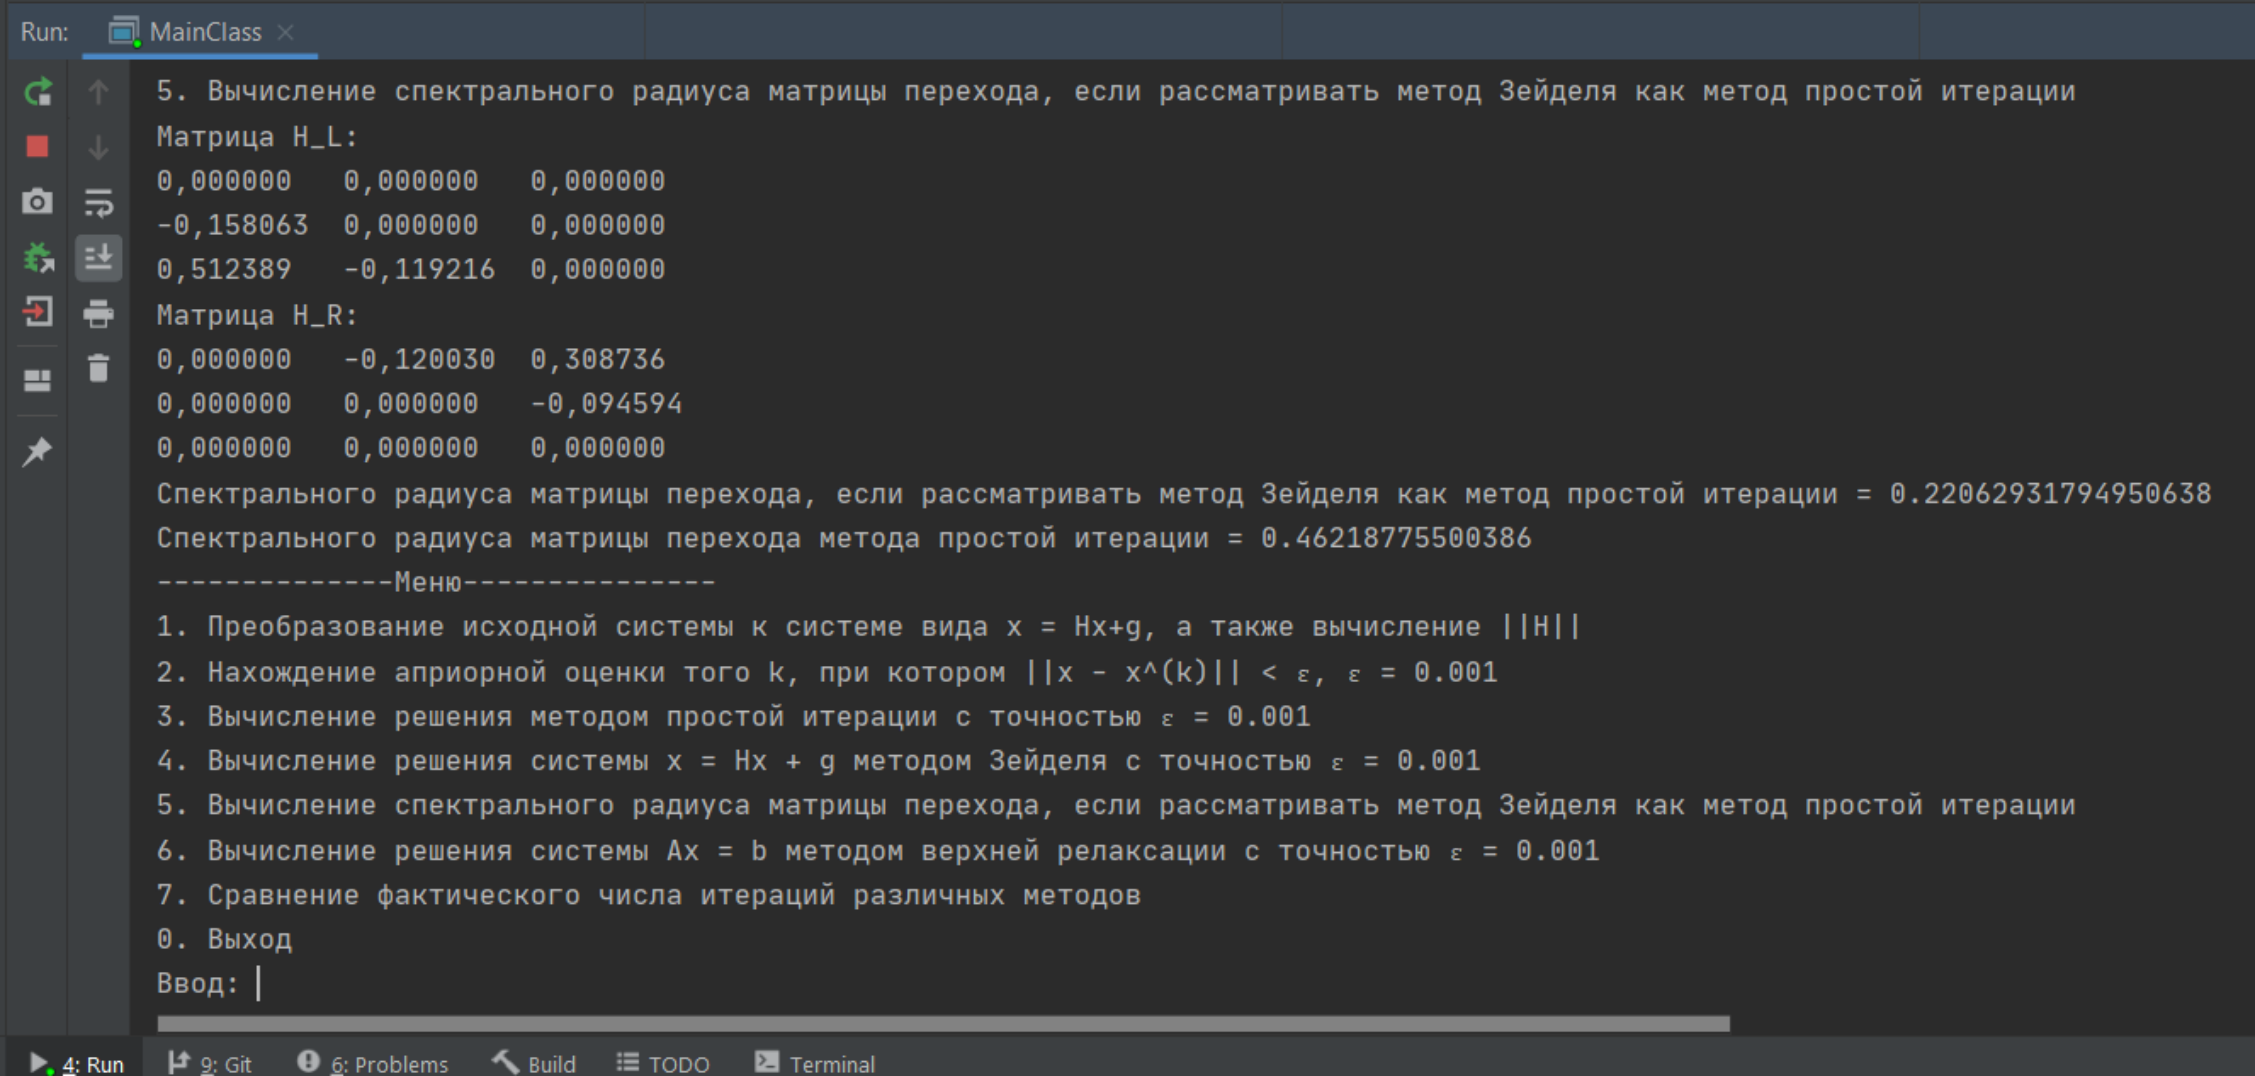 Run: MainClass
5. Вычисление спектрального радиуса матрицы перехода, если рассматривать метод Зейделя как метод простой итерации
Матрица H_L:
0,000000 0,000000 0,000000
-0,158063 0,000000 0,000000
0,512389 -0,119216 0,000000
Матрица H_R:
0,000000 -0,120030 0,308736
0,000000 0,000000 -0,094594
0,000000 0,000000 0,000000
Спектрального радиуса матрицы перехода, если рассматривать метод Зейделя как метод простой итерации = 0.22062931794950638
Спектрального радиуса матрицы перехода метода простой итерации = 0.46218775500386
--------------Меню---------------
1. Преобразование исходной системы к системе вида x = Hx+g, а также вычисление ||H||
2. Нахождение априорной оценки того k, при котором ||x - x^(k)|| < ε, ε = 0.001
3. Вычисление решения методом простой итерации с точностью ε = 0.001
4. Вычисление решения системы x = Hx + g методом Зейделя с точностью ε = 0.001
5. Вычисление спектрального радиуса матрицы перехода, если рассматривать метод Зейделя как метод простой итерации
6. Вычисление решения системы Ax = b методом верхней релаксации с точностью ε = 0.001
7. Сравнение фактического числа итераций различных методов
0. Выход
Ввод:
4: Run 9: Git 6: Problems Build TODO Terminal